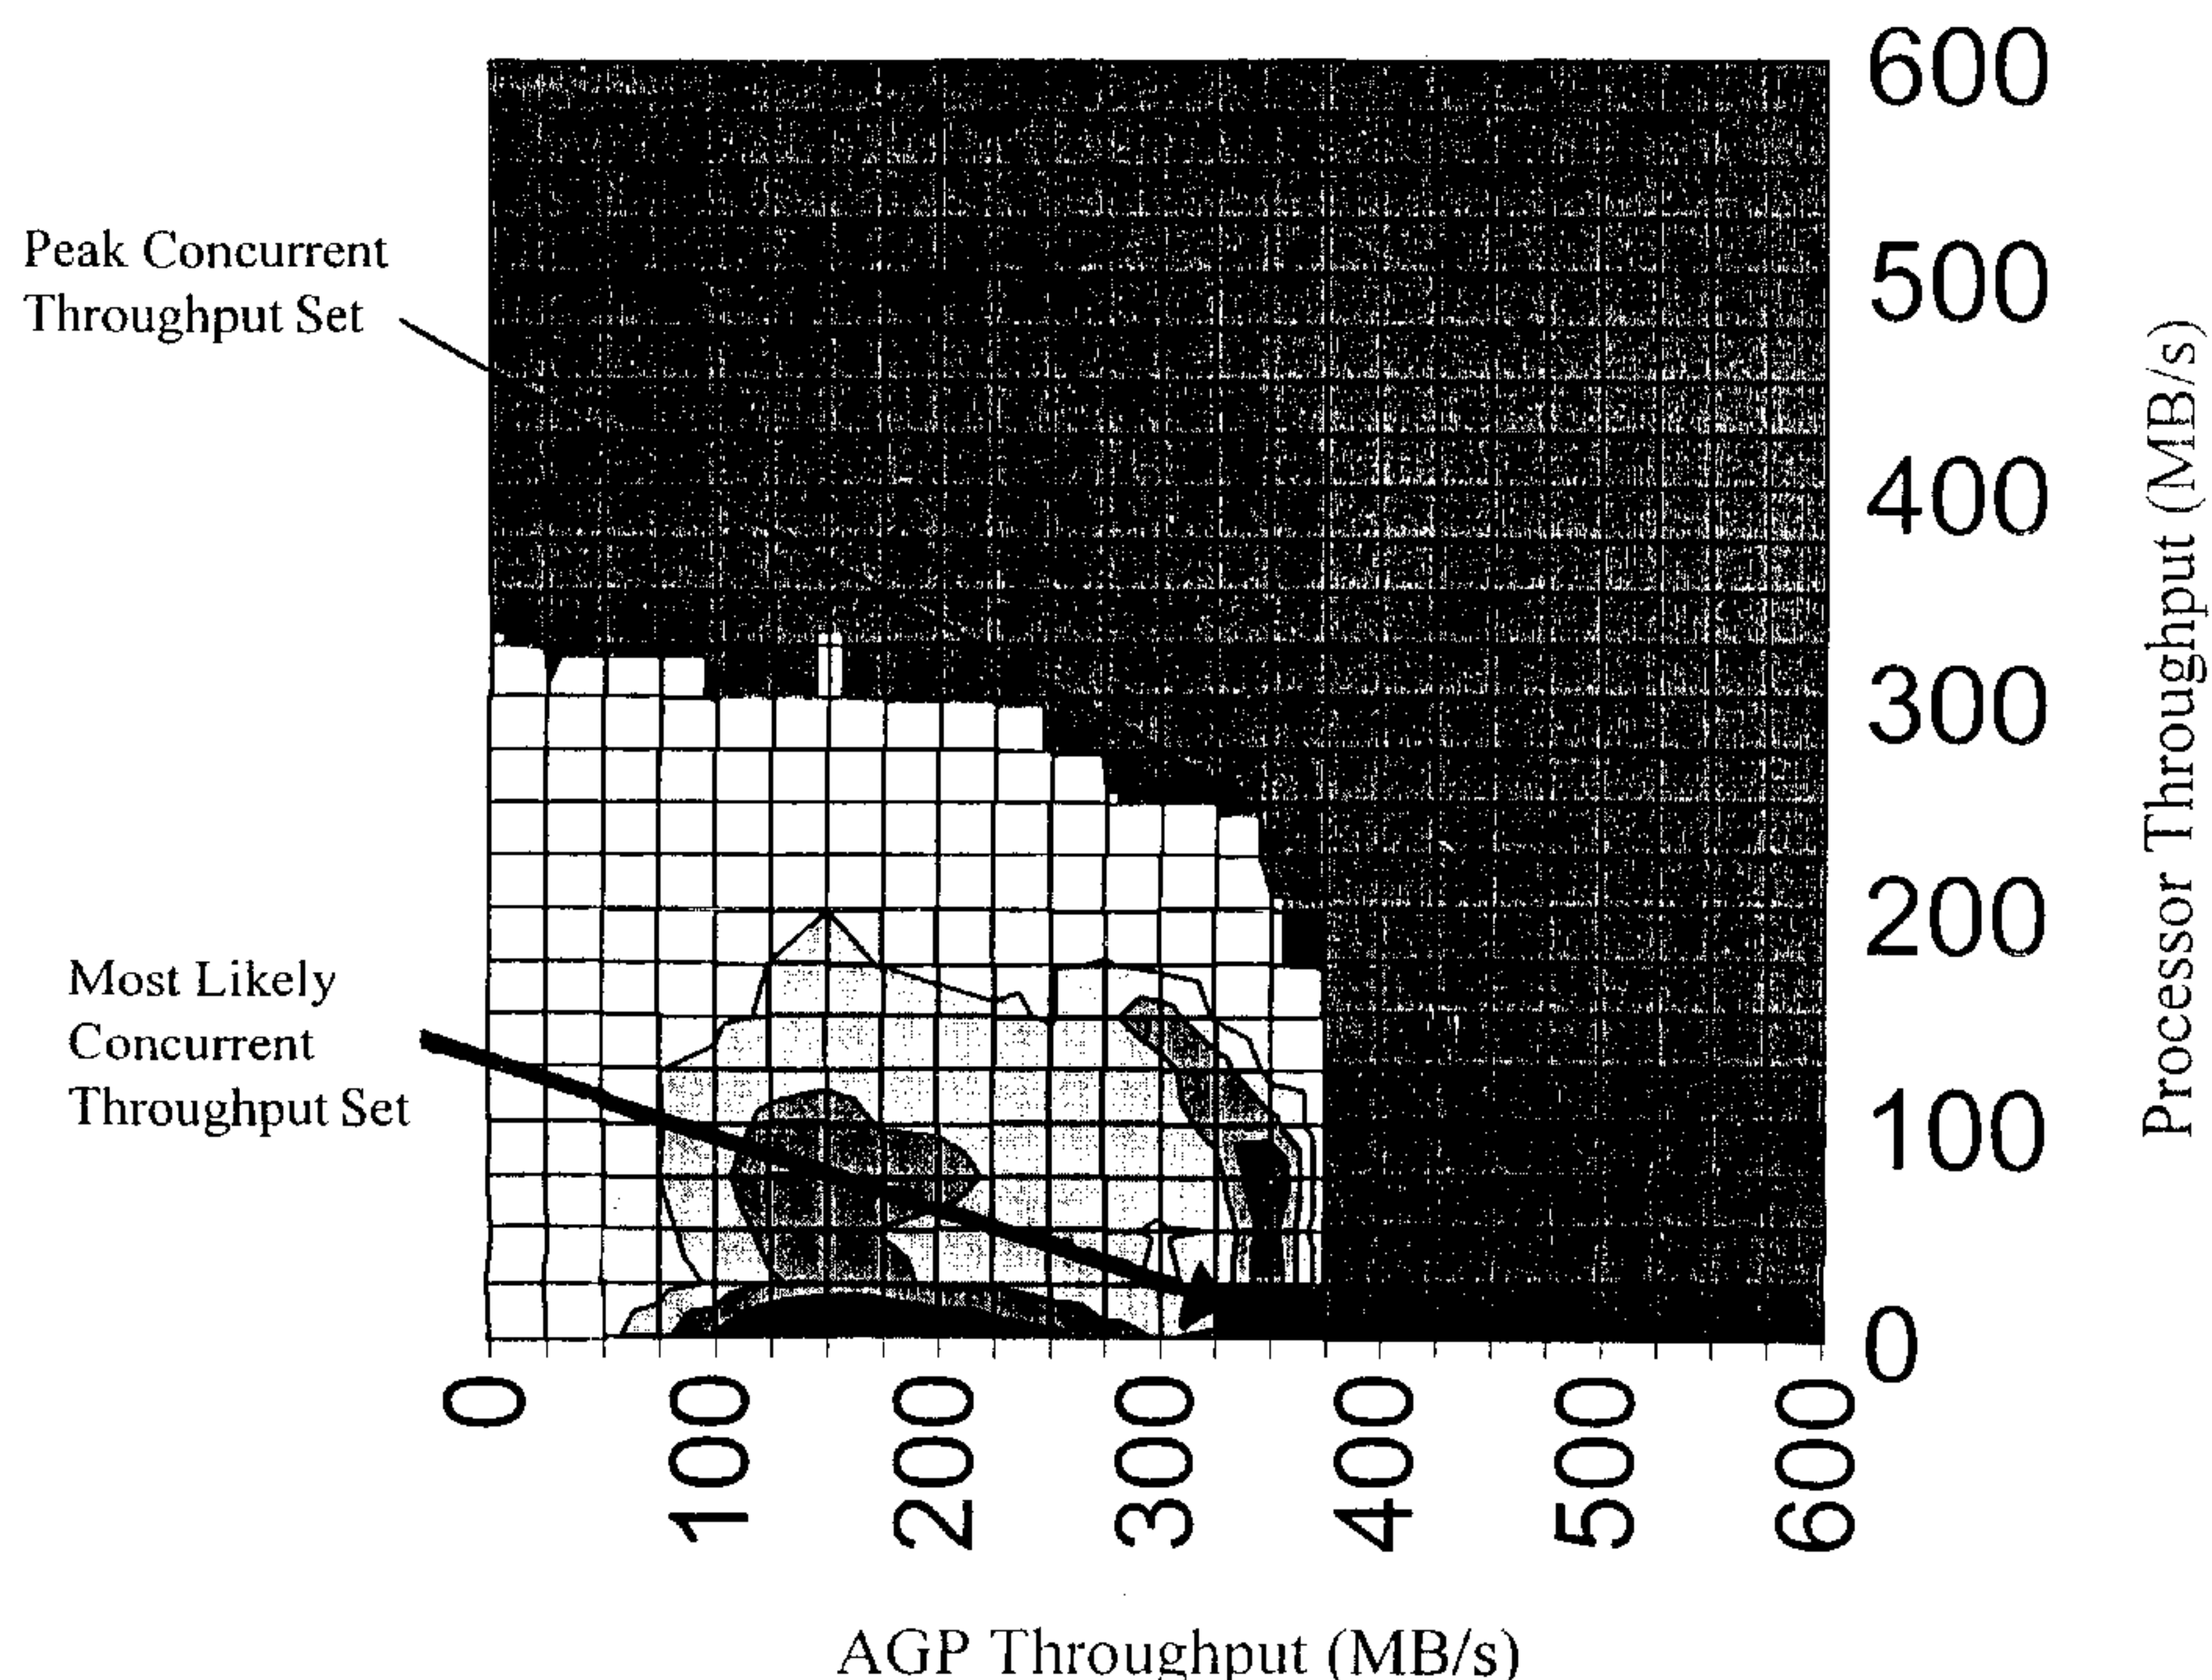 Peak Concurrent
Throughput Set
Most Likely
Concurrent
Throughput Set
600
500
400
300
200
100
0
Processor Throughput (MB/s)
0
100
200
300
400
500
600
AGP Throughput (MB/s)